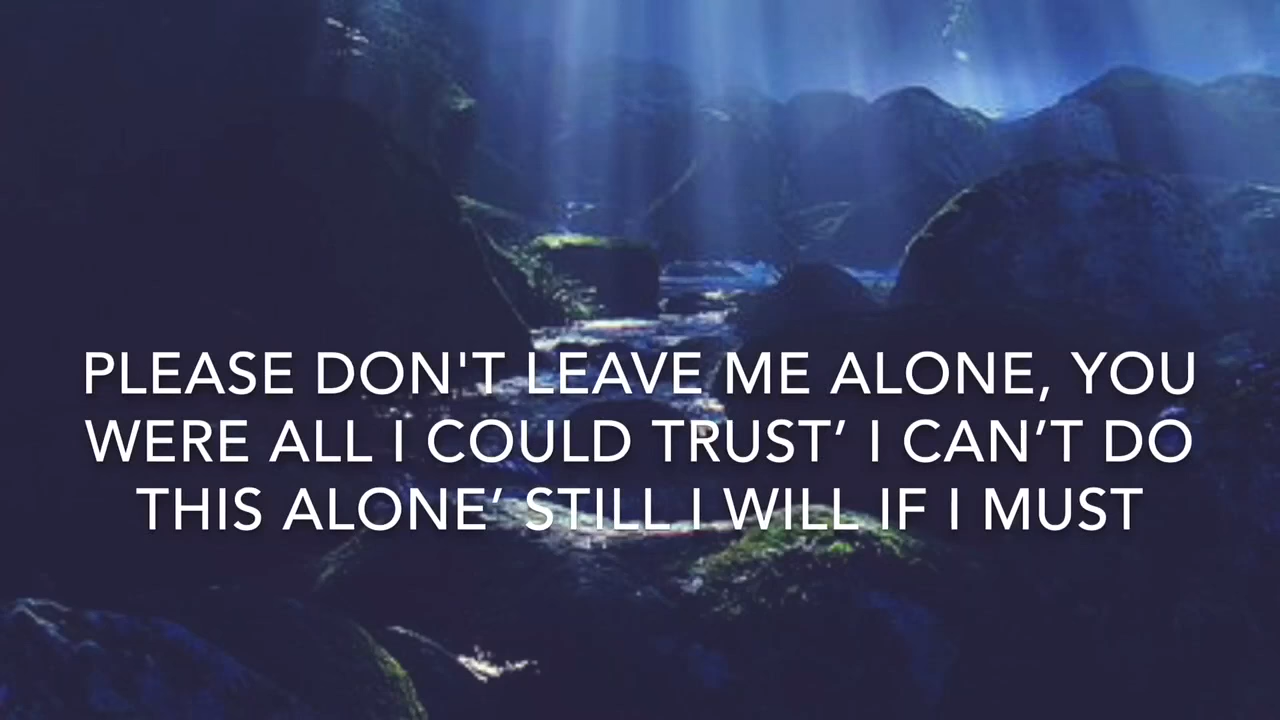 PLEASE DON'T LEAVE ME ALONE, YOU
WERE ALL I COULD TRUST’ I CAN’T DO
THIS ALONE’ STILL I WILL IF I MUST